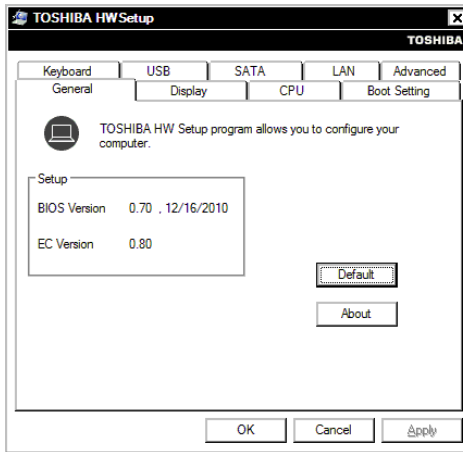 TOSHIBA HWSetup
TOSHIBA
Keyboard USB SATA LAN Advanced
General Display CPU Boot Setting
TOSHIBA HW Setup program allows you to configure your
computer.
Setup
BIOS Version 0.70 , 12/16/2010
EC Version 0.80
Default
About
OK Cancel Apply